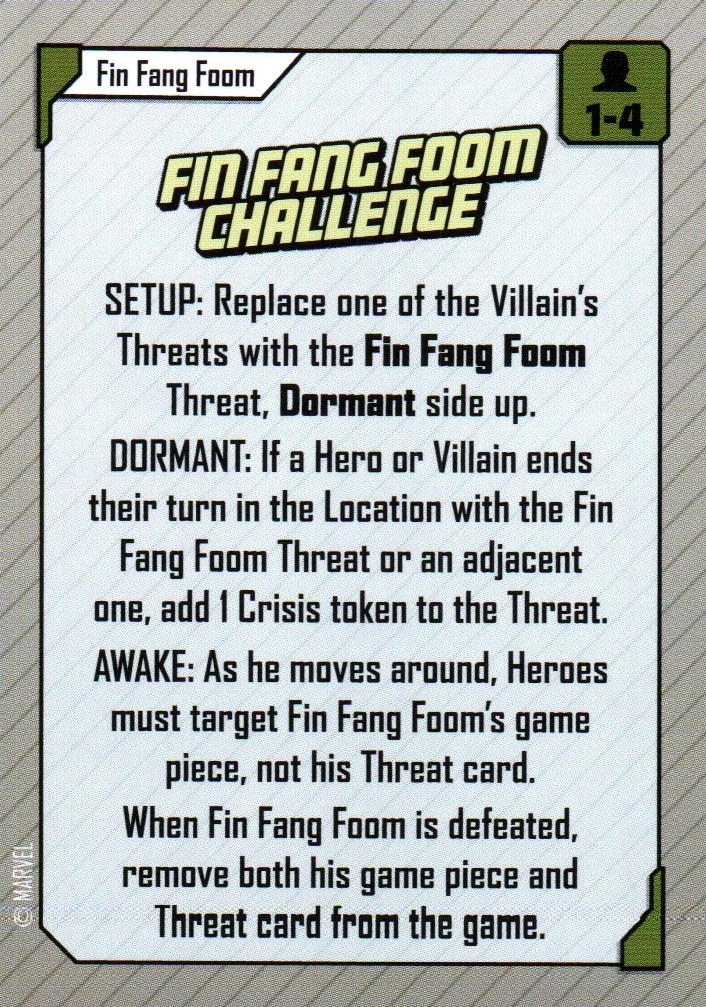 Fin Fang Foom
1-4
FIN FANG FOOM
CHALLENGE
SETUP: Replace one of the Villain's
Threats with the Fin Fang Foom
Threat, Dormant side up.
DORMANT: If a Hero or Villain ends
their turn in the Location with the Fin
Fang Foom Threat or an adjacent
one, add 1 Crisis token to the Threat.
AWAKE: As he moves around, Heroes
must target Fin Fang Foom's game
piece, not his Threat card.
When Fin Fang Foom is defeated,
remove both his game piece and
Threat card from the game.
© MARVEL